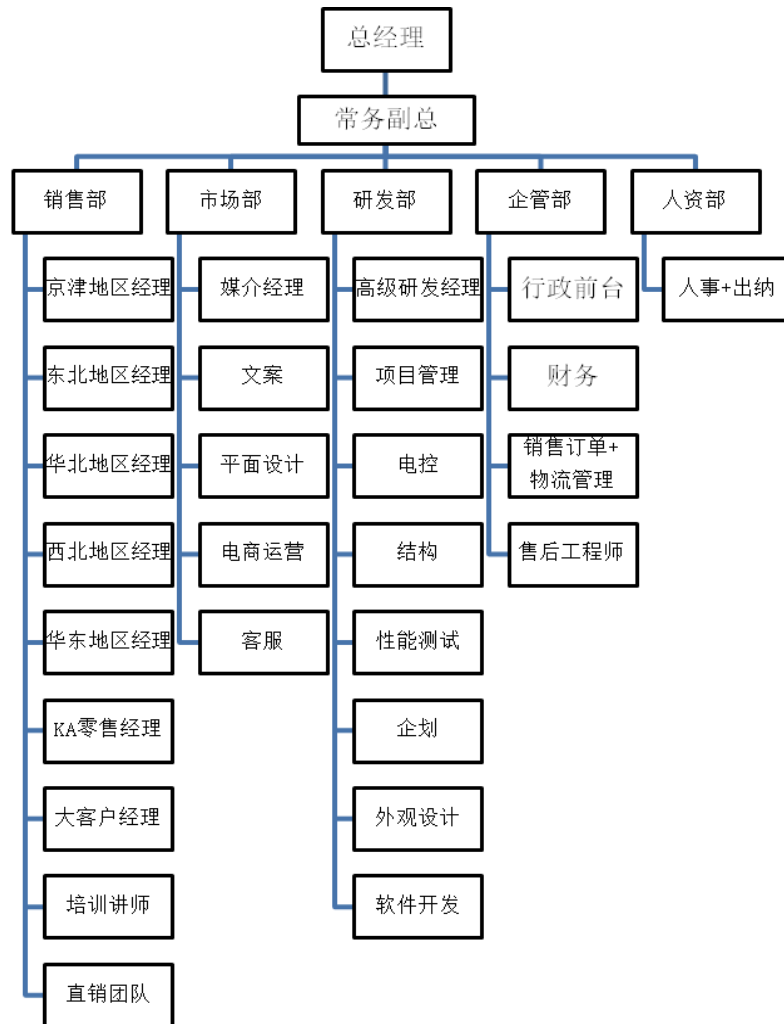 总经理
常务副总
销售部
市场部
研发部
企管部
人资部
京津地区经理
媒介经理
高级研发经理
行政前台
人事+出纳
东北地区经理
文案
项目管理
财务
华北地区经理
平面设计
电控
销售订单+
物流管理
西北地区经理
电商运营
结构
售后工程师
华东地区经理
客服
性能测试
KA零售经理
企划
大客户经理
外观设计
培训讲师
软件开发
直销团队